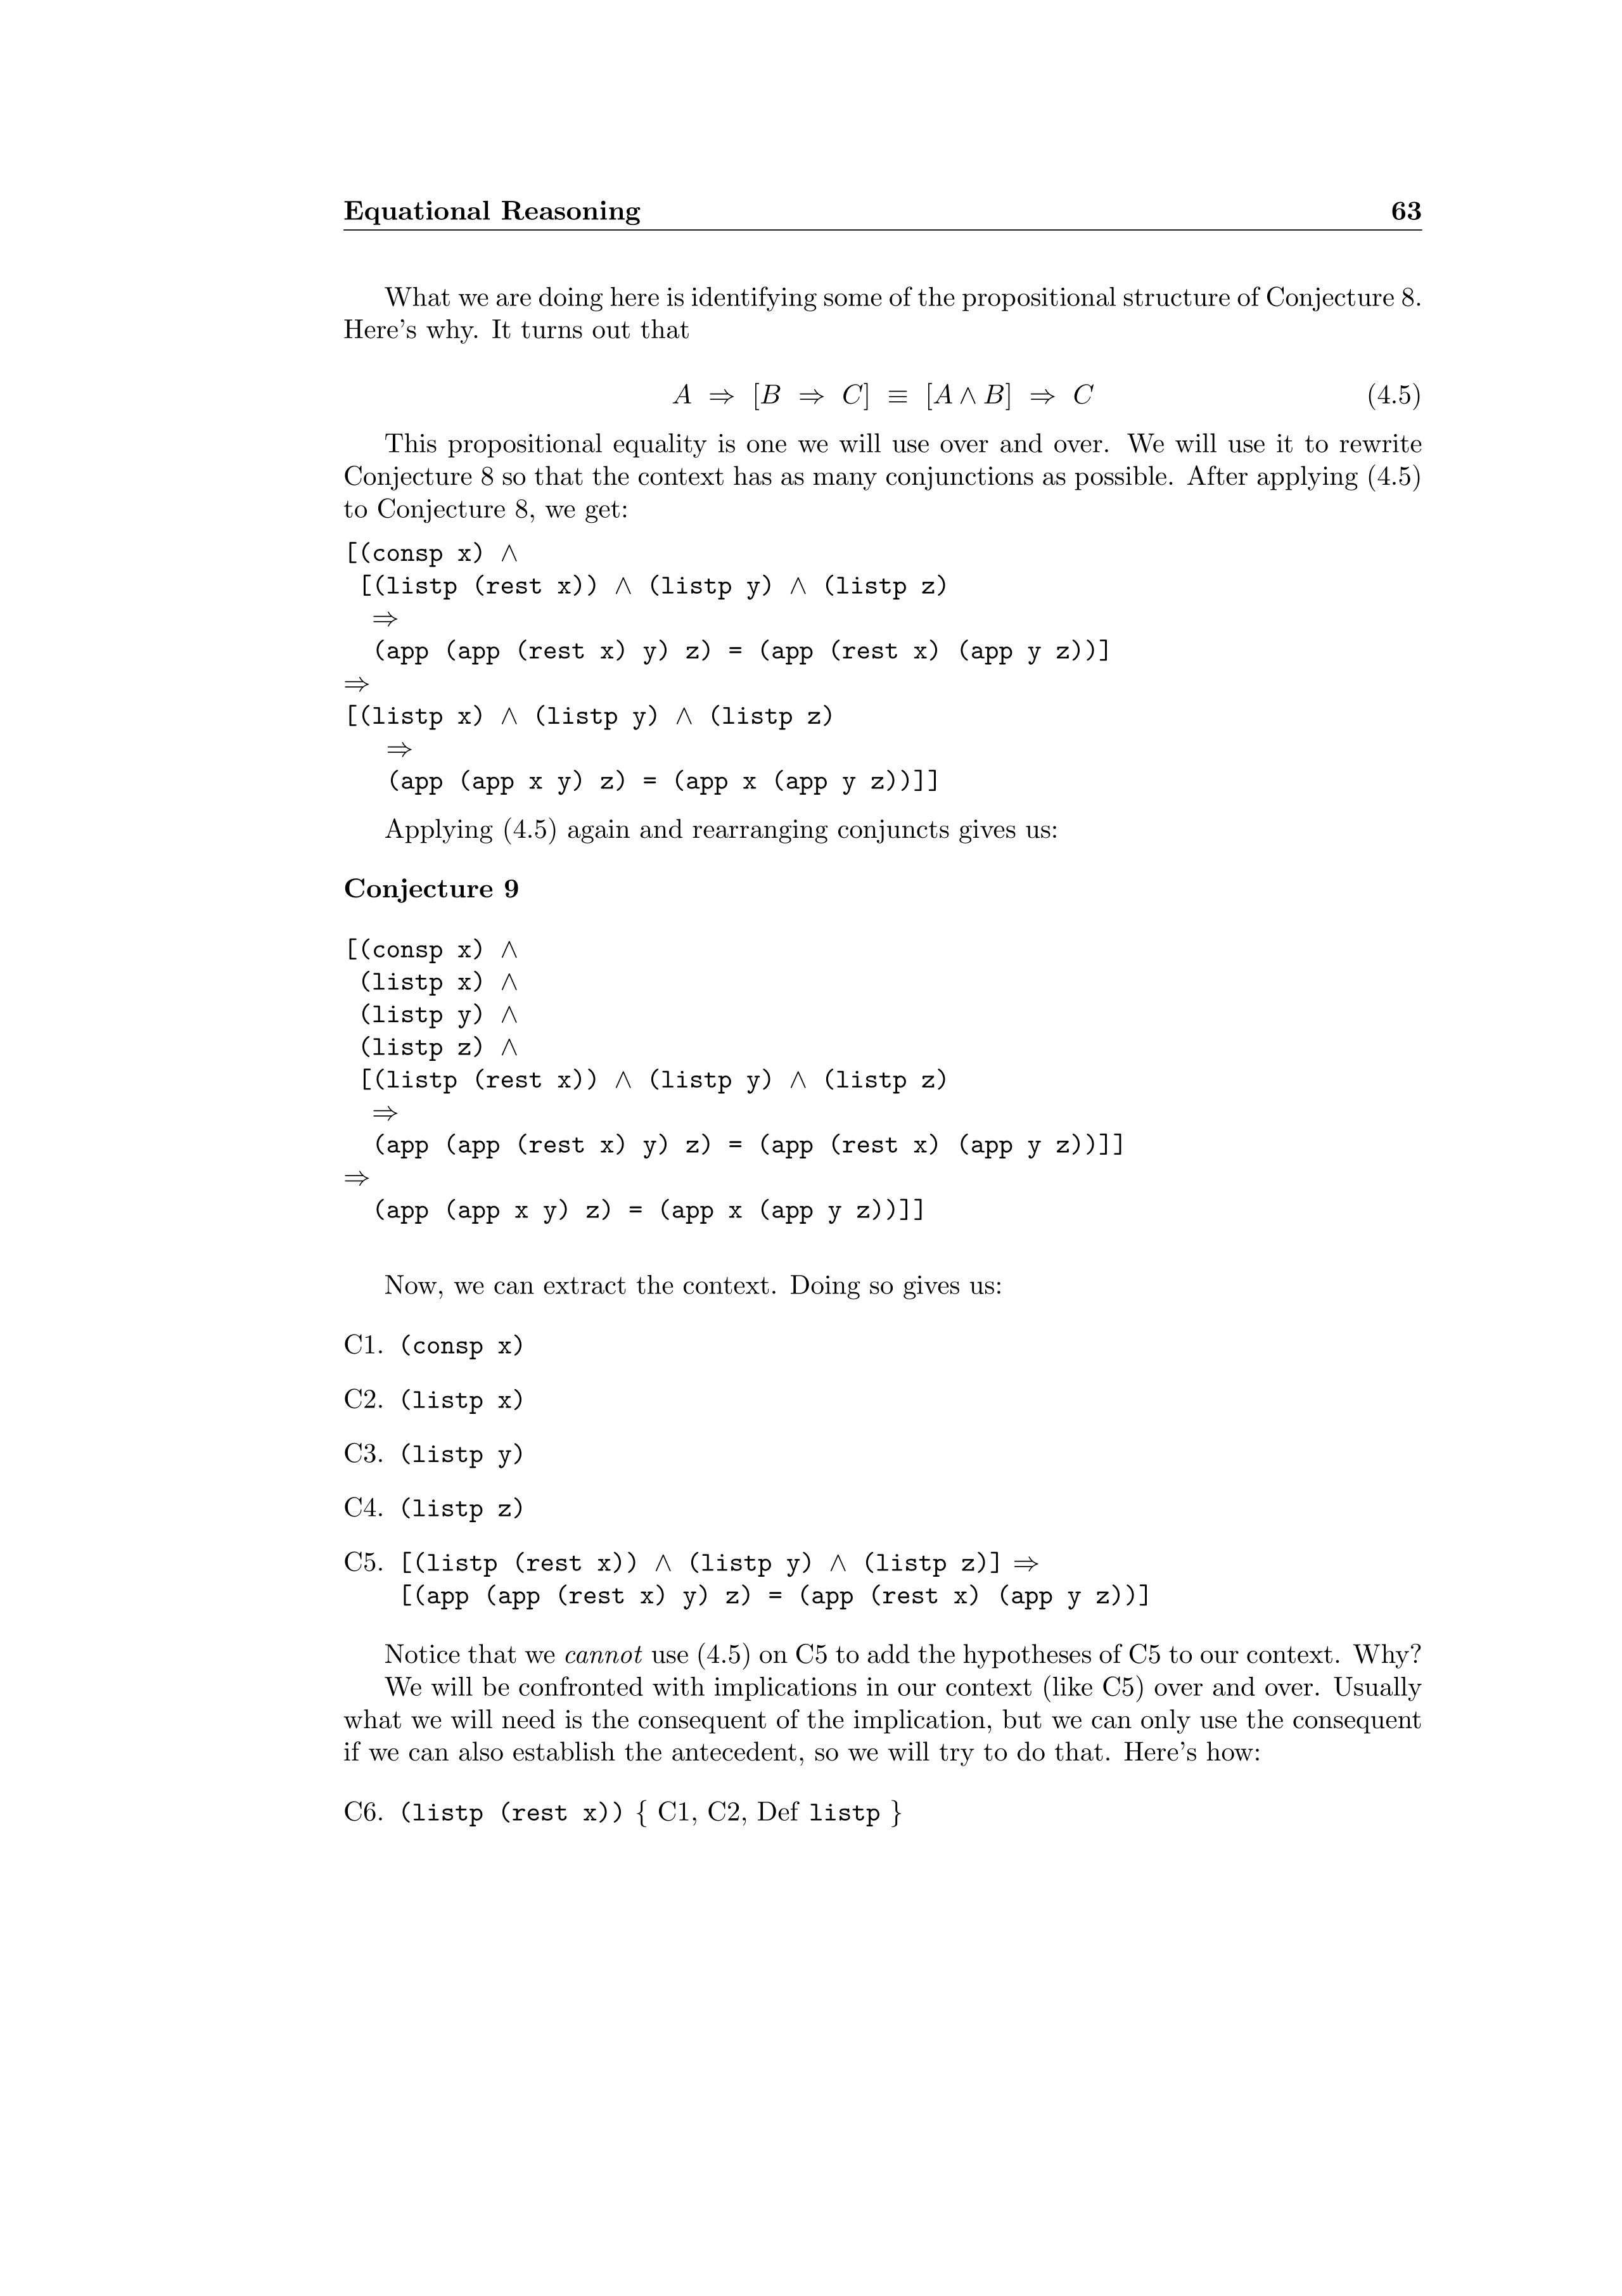 Equational Reasoning 63
What we are doing here is identifying some of the propositional structure of Conjecture 8.
Here's why. It turns out that
A ⇒ [B ⇒ C] ≡ [A ∧ B] ⇒ C (4.5)
This propositional equality is one we will use over and over. We will use it to rewrite
Conjecture 8 so that the context has as many conjunctions as possible. After applying (4.5)
to Conjecture 8, we get:
[(consp x) ∧
[(listp (rest x)) ∧ (listp y) ∧ (listp z)
⇒
(app (app (rest x) y) z) = (app (rest x) (app y z))]
⇒
[(listp x) ∧ (listp y) ∧ (listp z)
⇒
(app (app x y) z) = (app x (app y z))]]
Applying (4.5) again and rearranging conjuncts gives us:
Conjecture 9
[(consp x) ∧
(listp x) ∧
(listp y) ∧
(listp z) ∧
[(listp (rest x)) ∧ (listp y) ∧ (listp z)
⇒
(app (app (rest x) y) z) = (app (rest x) (app y z))]]
⇒
(app (app x y) z) = (app x (app y z))]]
Now, we can extract the context. Doing so gives us:
C1. (consp x)
C2. (listp x)
C3. (listp y)
C4. (listp z)
C5. [(listp (rest x)) ∧ (listp y) ∧ (listp z)] ⇒
[(app (app (rest x) y) z) = (app (rest x) (app y z))]
Notice that we cannot use (4.5) on C5 to add the hypotheses of C5 to our context. Why?
We will be confronted with implications in our context (like C5) over and over. Usually
what we will need is the consequent of the implication, but we can only use the consequent
if we can also establish the antecedent, so we will try to do that. Here's how:
C6. (listp (rest x)) { C1, C2, Def listp }